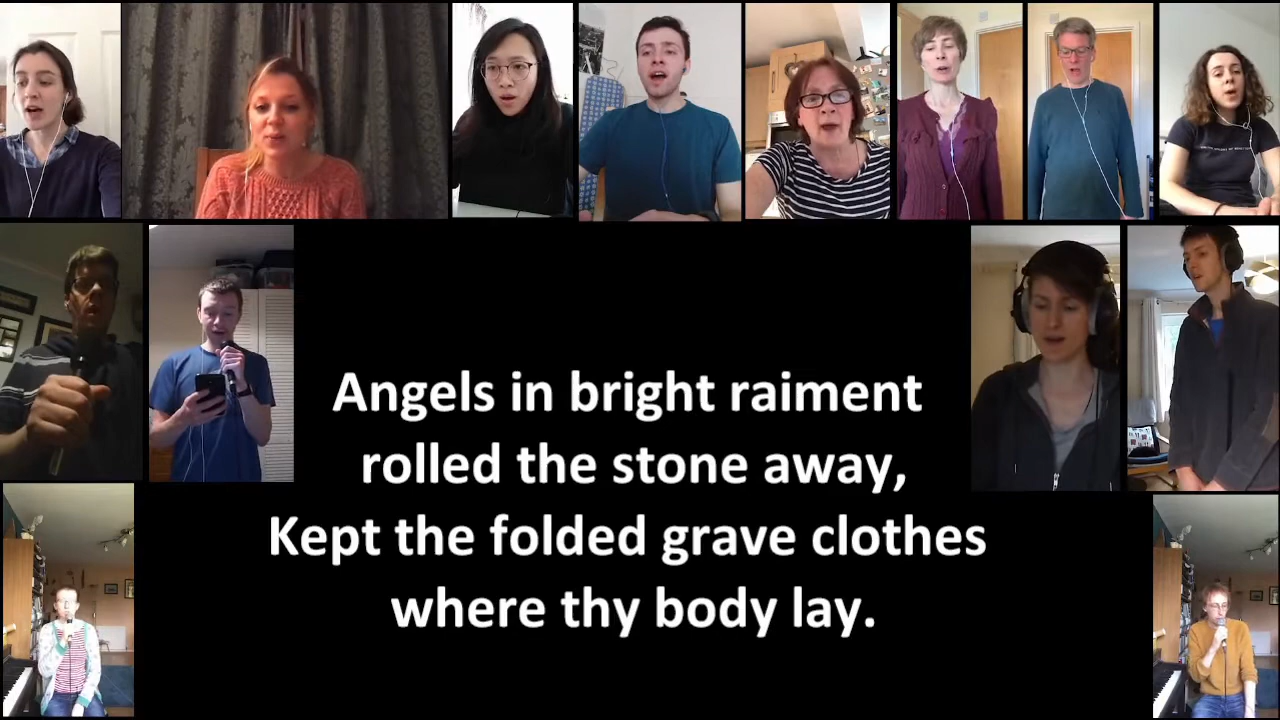 Angels in bright raiment
rolled the stone away,
Kept the folded grave clothes
where thy body lay.